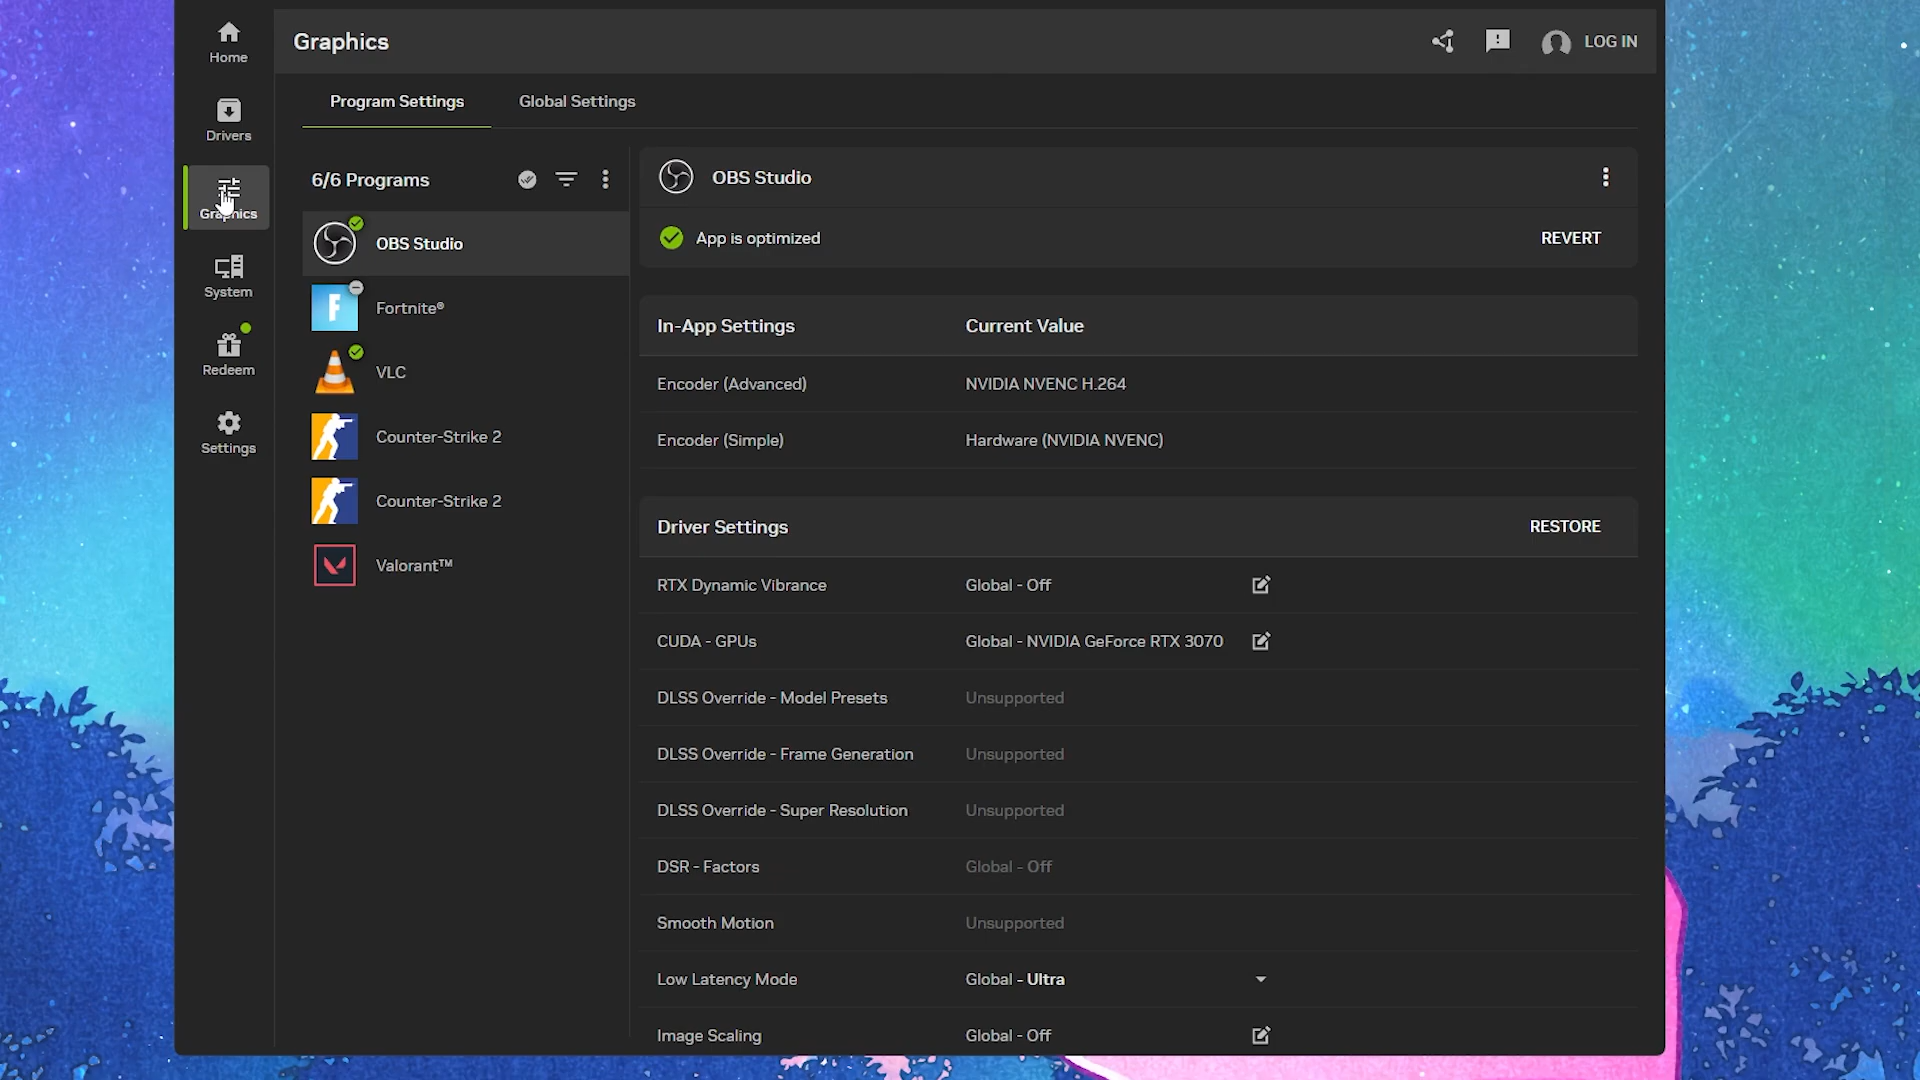 Home
Drivers
Graphics
System
Redeem
Settings
Graphics
LOG IN
Program Settings
Global Settings
6/6 Programs
OBS Studio
F
Fortnite®
VLC
Counter-Strike 2
Counter-Strike 2
Valorant™
OBS Studio
App is optimized
REVERT
In-App Settings
Current Value
Encoder (Advanced)
NVIDIA NVENC H.264
Encoder (Simple)
Hardware (NVIDIA NVENC)
Driver Settings
RESTORE
RTX Dynamic Vibrance
Global - Off
CUDA - GPUs
Global - NVIDIA GeForce RTX 3070
DLSS Override - Model Presets
Unsupported
DLSS Override - Frame Generation
Unsupported
DLSS Override - Super Resolution
Unsupported
DSR - Factors
Global - Off
Smooth Motion
Unsupported
Low Latency Mode
Global - Ultra
Image Scaling
Global - Off